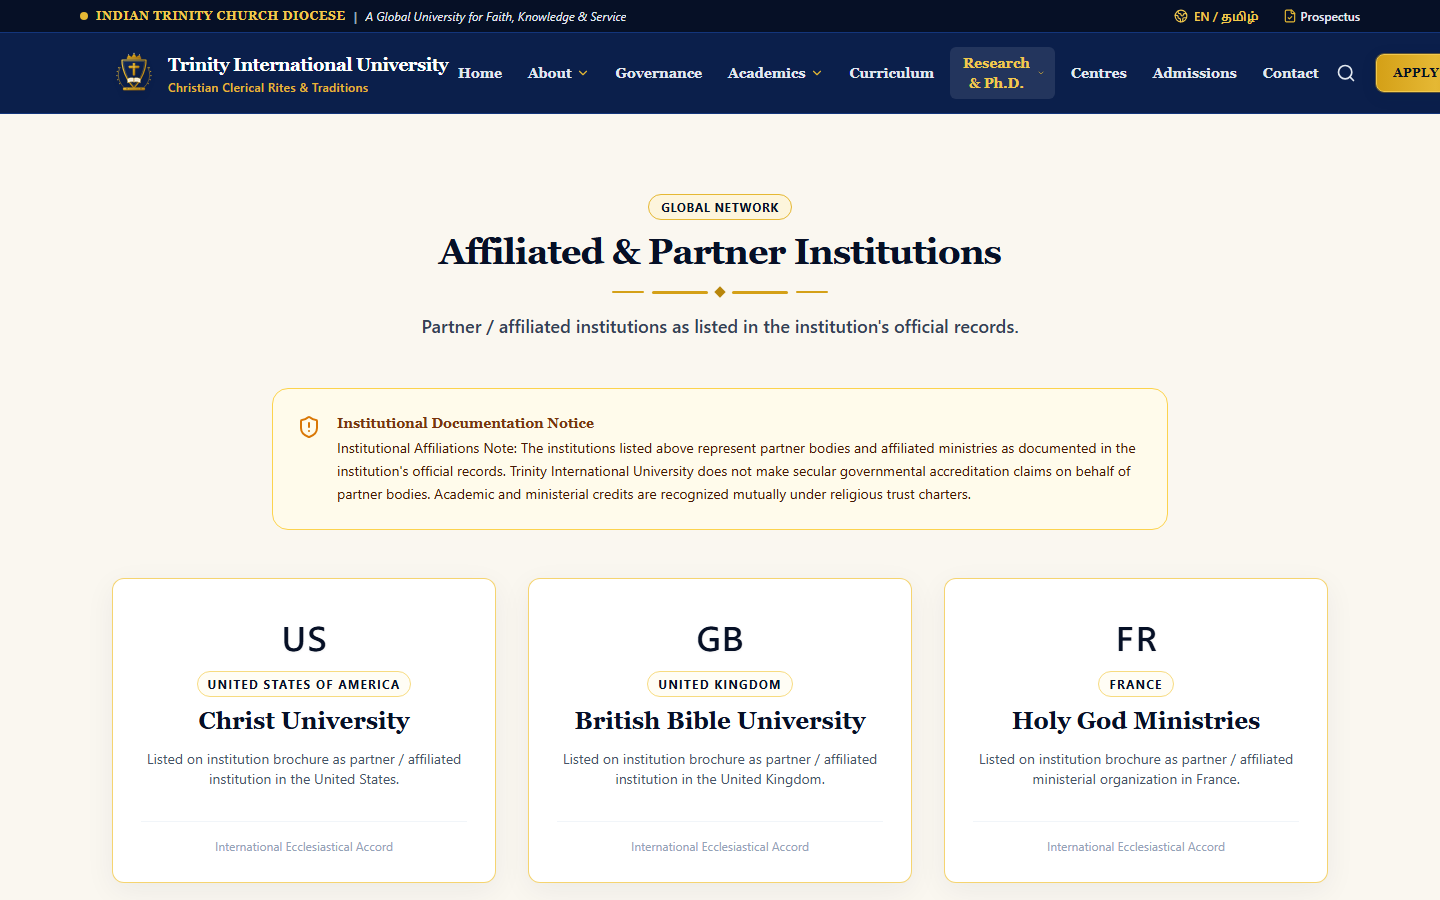 INDIAN TRINITY CHURCH DIOCESE | A Global University for Faith, Knowledge & Service
EN / தமிழ்
Prospectus
Trinity International University
Christian Clerical Rites & Traditions
Home
About
Governance
Academics
Curriculum
Research
& Ph.D.
Centres
Admissions
Contact
APPLY
GLOBAL NETWORK
Affiliated & Partner Institutions
Partner / affiliated institutions as listed in the institution's official records.
Institutional Documentation Notice
Institutional Affiliations Note: The institutions listed above represent partner bodies and affiliated ministries as documented in the
institution's official records. Trinity International University does not make secular governmental accreditation claims on behalf of
partner bodies. Academic and ministerial credits are recognized mutually under religious trust charters.
US
UNITED STATES OF AMERICA
Christ University
Listed on institution brochure as partner / affiliated
institution in the United States.
International Ecclesiastical Accord
GB
UNITED KINGDOM
British Bible University
Listed on institution brochure as partner / affiliated
institution in the United Kingdom.
International Ecclesiastical Accord
FR
FRANCE
Holy God Ministries
Listed on institution brochure as partner / affiliated
ministerial organization in France.
International Ecclesiastical Accord